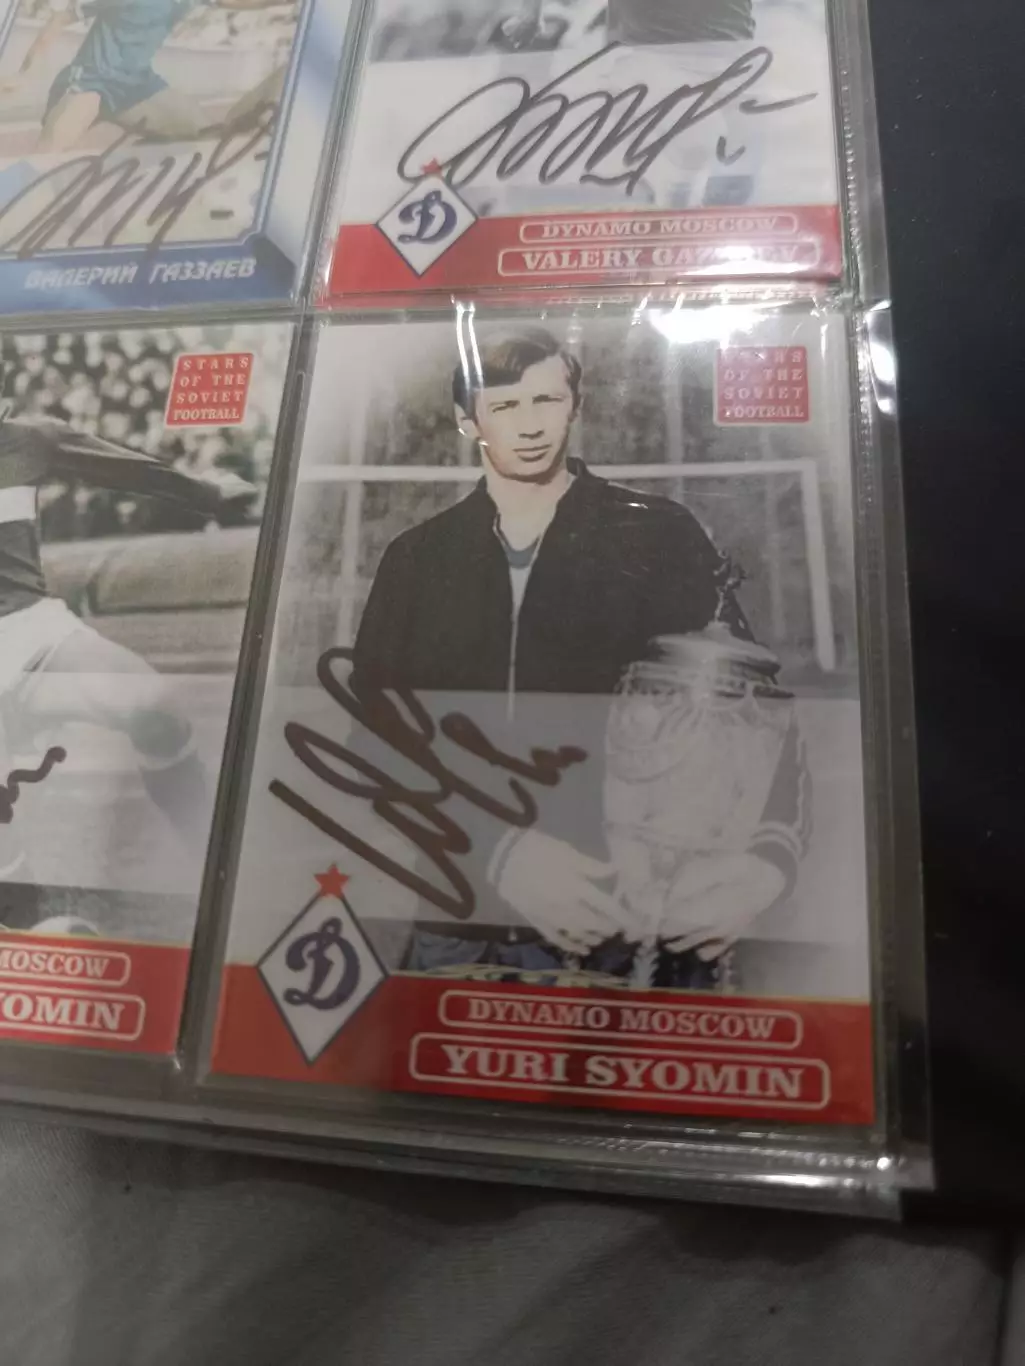 ВАЛЕРИЙ ГАЗЗАЕВ
DYNAMO MOSCOW
VALERY
STARS
OF THE
SOVIET
FOOTBALL
MOSCOW
YOMIN
STARS
OF THE
SOVIET
FOOTBALL
Д
DYNAMO MOSCOW
YURI SYOMIN